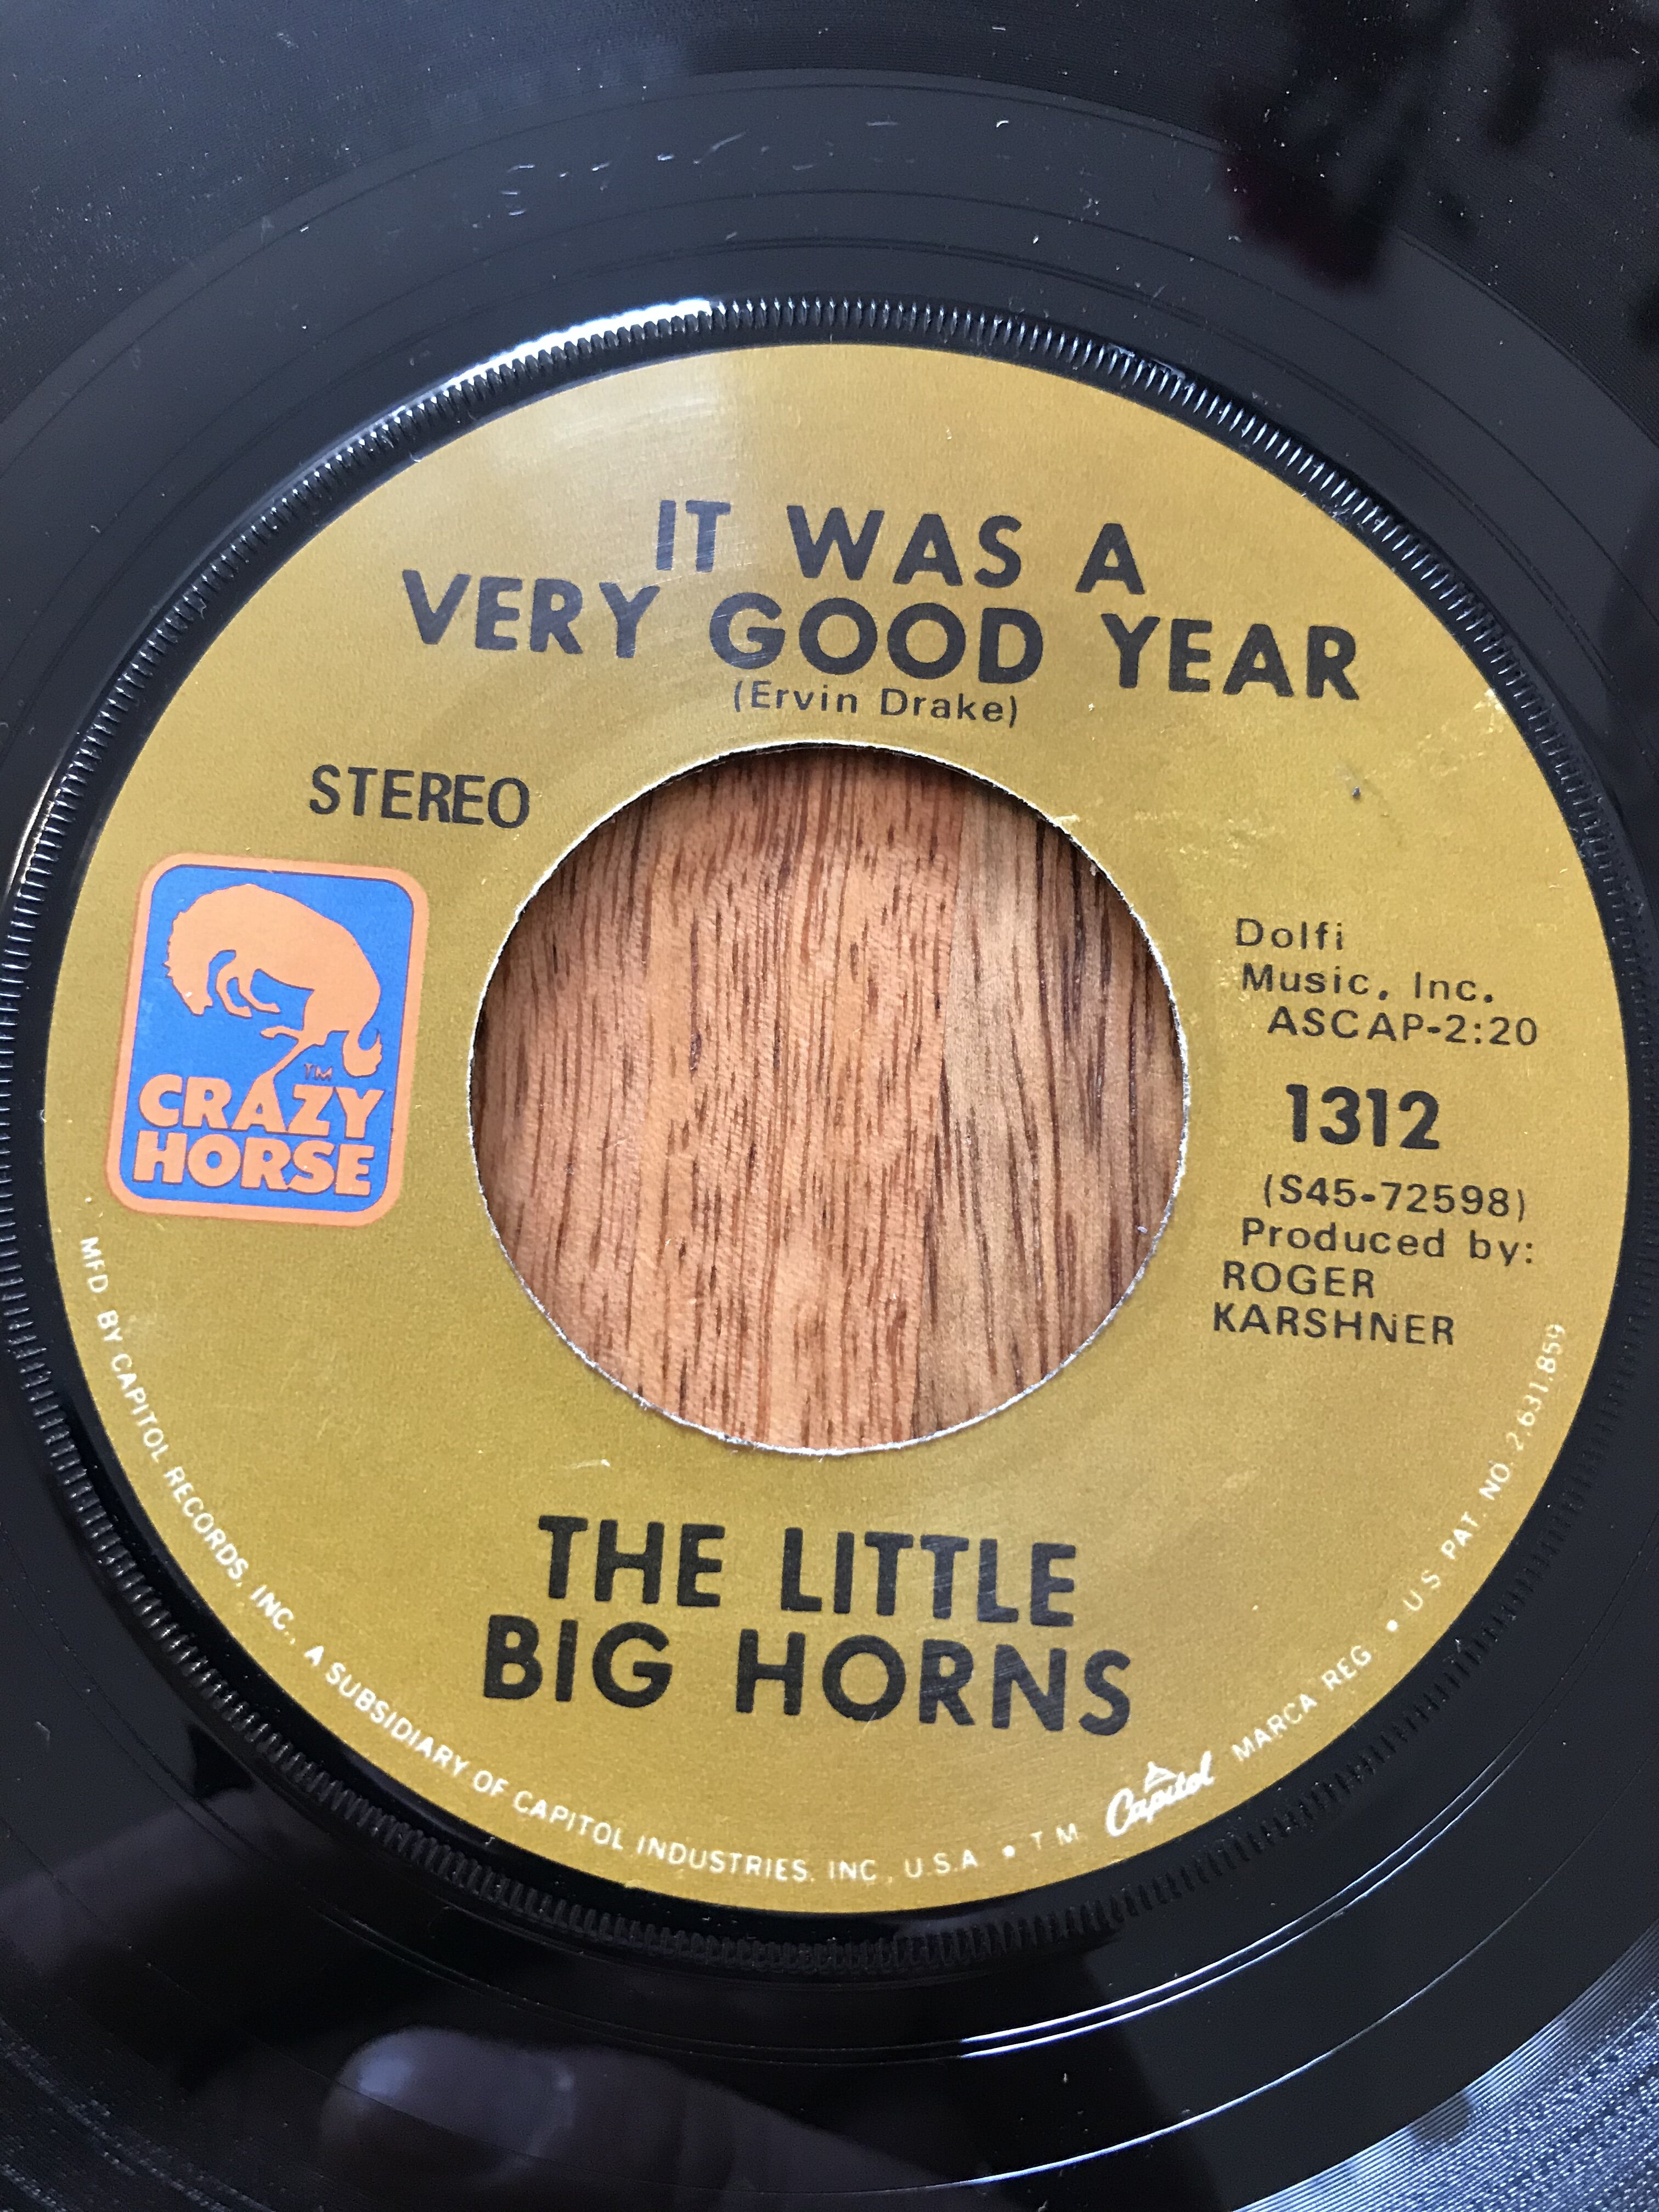 IT WAS A
VERY GOOD YEAR
(Ervin Drake)
STEREO
TM
CRAZY
HORSE
Dolfi
Music, Inc.
ASCAP-2:20
1312
(S45-72598)
Produced by:
ROGER
KARSHNER
THE LITTLE
BIG HORNS
MFD BY CAPITOL RECORDS, INC., A SUBSIDIARY OF CAPITOL INDUSTRIES, INC., U.S.A. • T M Capitol MARCA REG. • U.S. PAT. NO. 2,631,859